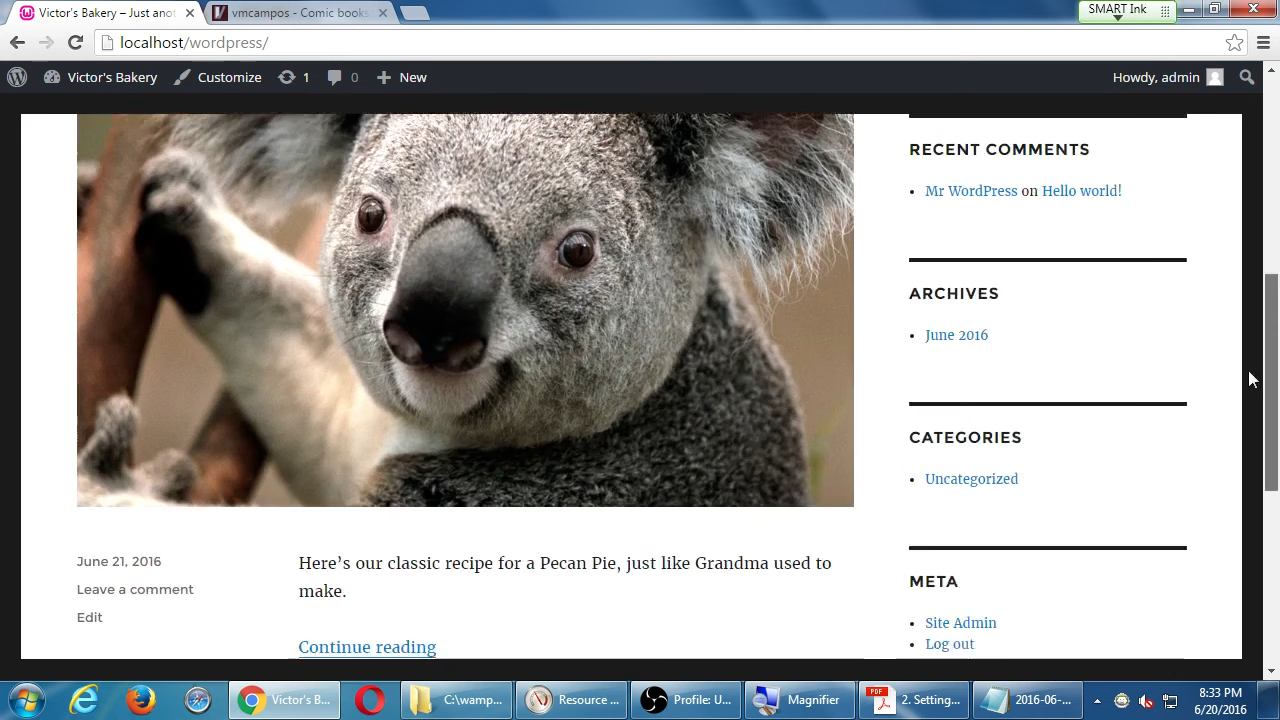 Victor's Bakery – Just anot
vmcampos - Comic books
SMART Ink
localhost/wordpress/
Victor's Bakery
Customize
1
0
New
Howdy, admin
RECENT COMMENTS
Mr WordPress on Hello world!
ARCHIVES
June 2016
CATEGORIES
Uncategorized
META
Site Admin
Log out
June 21, 2016
Leave a comment
Edit
Here's our classic recipe for a Pecan Pie, just like Grandma used to
make.
Continue reading
Victor's B...
C:\wamp...
Resource ...
Profile: U...
Magnifier
PDF
2. Setting...
2016-06-...
8:33 PM
6/20/2016